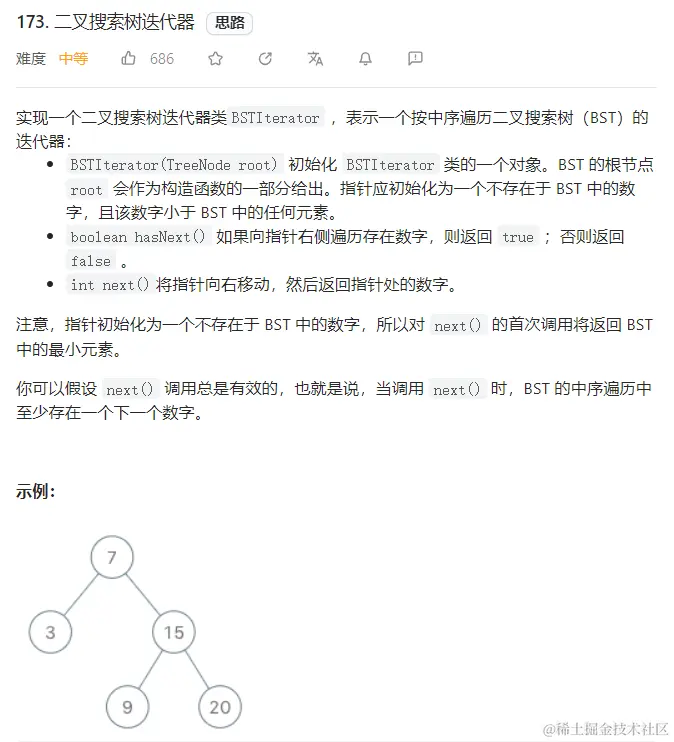 173. 二叉搜索树迭代器 思路
难度 中等 686
实现一个二叉搜索树迭代器类 BSTIterator ，表示一个按中序遍历二叉搜索树（BST）的
迭代器：
BSTIterator(TreeNode root) 初始化 BSTIterator 类的一个对象。BST 的根节点
root 会作为构造函数的一部分给出。指针应初始化为一个不存在于 BST 中的数
字，且该数字小于 BST 中的任何元素。
boolean hasNext() 如果向指针右侧遍历存在数字，则返回 true ；否则返回
false 。
int next() 将指针向右移动，然后返回指针处的数字。
注意，指针初始化为一个不存在于 BST 中的数字，所以对 next() 的首次调用将返回 BST
中的最小元素。
你可以假设 next() 调用总是有效的，也就是说，当调用 next() 时，BST 的中序遍历中
至少存在一个下一个数字。
示例：
7
3 15
9 20
@稀土掘金技术社区